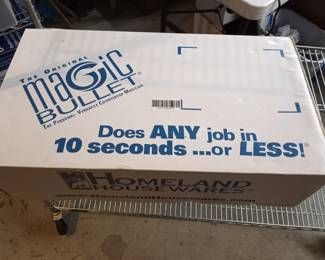 THE ORIGINAL
magic
BULLET®
THE PERSONAL, VERSATILE COUNTERTOP MAGICIAN
Does ANY job in
10 seconds ...or LESS!®
HOMELAND
HOUSEWARES®